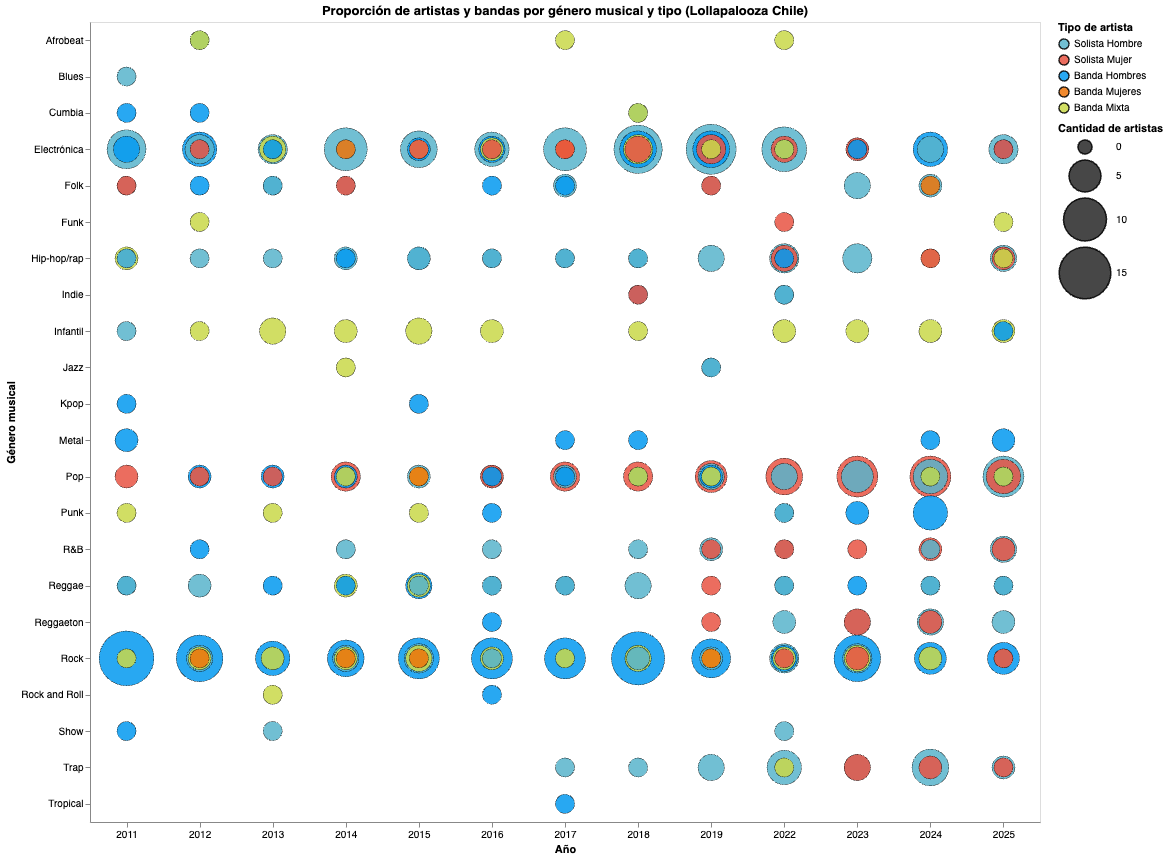 Proporción de artistas y bandas por género musical y tipo (Lollapalooza Chile)
Tipo de artista
Solista Hombre
Solista Mujer
Banda Hombres
Banda Mujeres
Banda Mixta
Cantidad de artistas
0
5
10
15
Género musical
Afrobeat
Blues
Cumbia
Electrónica
Folk
Funk
Hip-hop/rap
Indie
Infantil
Jazz
Kpop
Metal
Pop
Punk
R&B
Reggae
Reggaeton
Rock
Rock and Roll
Show
Trap
Tropical
2011 2012 2013 2014 2015 2016 2017 2018 2019 2022 2023 2024 2025
Año